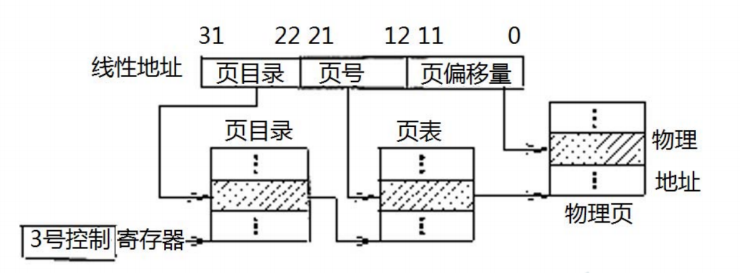 31 22 21 12 11 0
线性地址 页目录 页号 页偏移量
页目录 页表 物理
地址
物理页
3号控制 寄存器